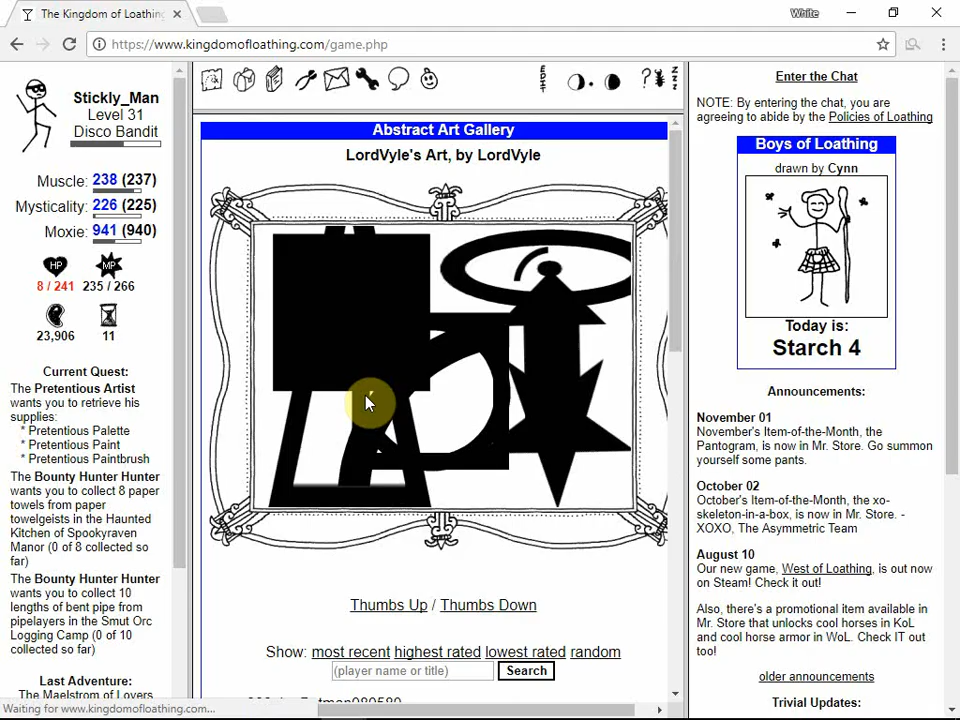 The Kingdom of Loathing
White
https://www.kingdomofloathing.com/game.php
Stickly_Man
Level 31
Disco Bandit
Muscle: 238 (237)
Mysticality: 226 (225)
Moxie: 941 (940)
HP
MP
8 / 241
235 / 266
23,906
11
Current Quest:
The Pretentious Artist
wants you to retrieve his
supplies:
* Pretentious Palette
* Pretentious Paint
* Pretentious Paintbrush
The Bounty Hunter Hunter
wants you to collect 8 paper
towels from paper
towelgeists in the Haunted
Kitchen of Spookyraven
Manor (0 of 8 collected so
far)
The Bounty Hunter Hunter
wants you to collect 10
lengths of bent pipe from
pipelayers in the Smut Orc
Logging Camp (0 of 10
collected so far)
Last Adventure:
The Maelstrom of Lovers
Waiting for www.kingdomofloathing.com...
EDIT
?
ZZZ
Abstract Art Gallery
LordVyle's Art, by LordVyle
Thumbs Up / Thumbs Down
Show: most recent highest rated lowest rated random
(player name or title)
Search
Enter the Chat
NOTE: By entering the chat, you are
agreeing to abide by the Policies of Loathing
Boys of Loathing
drawn by Cynn
Today is:
Starch 4
Announcements:
November 01
November's Item-of-the-Month, the
Pantogram, is now in Mr. Store. Go summon
yourself some pants.
October 02
October's Item-of-the-Month, the xo-
skeleton-in-a-box, is now in Mr. Store. -
XOXO, The Asymmetric Team
August 10
Our new game, West of Loathing, is out now
on Steam! Check it out!
Also, there's a promotional item available in
Mr. Store that unlocks cool horses in KoL
and cool horse armor in WoL. Check IT out
too!
older announcements
Trivial Updates: